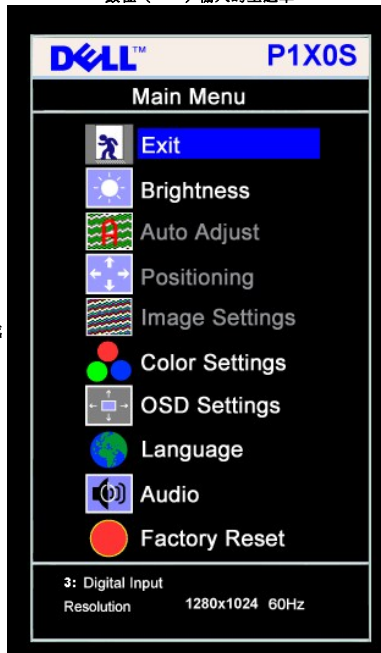 DELL™ P1X0S
Main Menu
Exit
Brightness
Auto Adjust
Positioning
Image Settings
Color Settings
OSD Settings
Language
Audio
Factory Reset
3: Digital Input
Resolution 1280x1024 60Hz